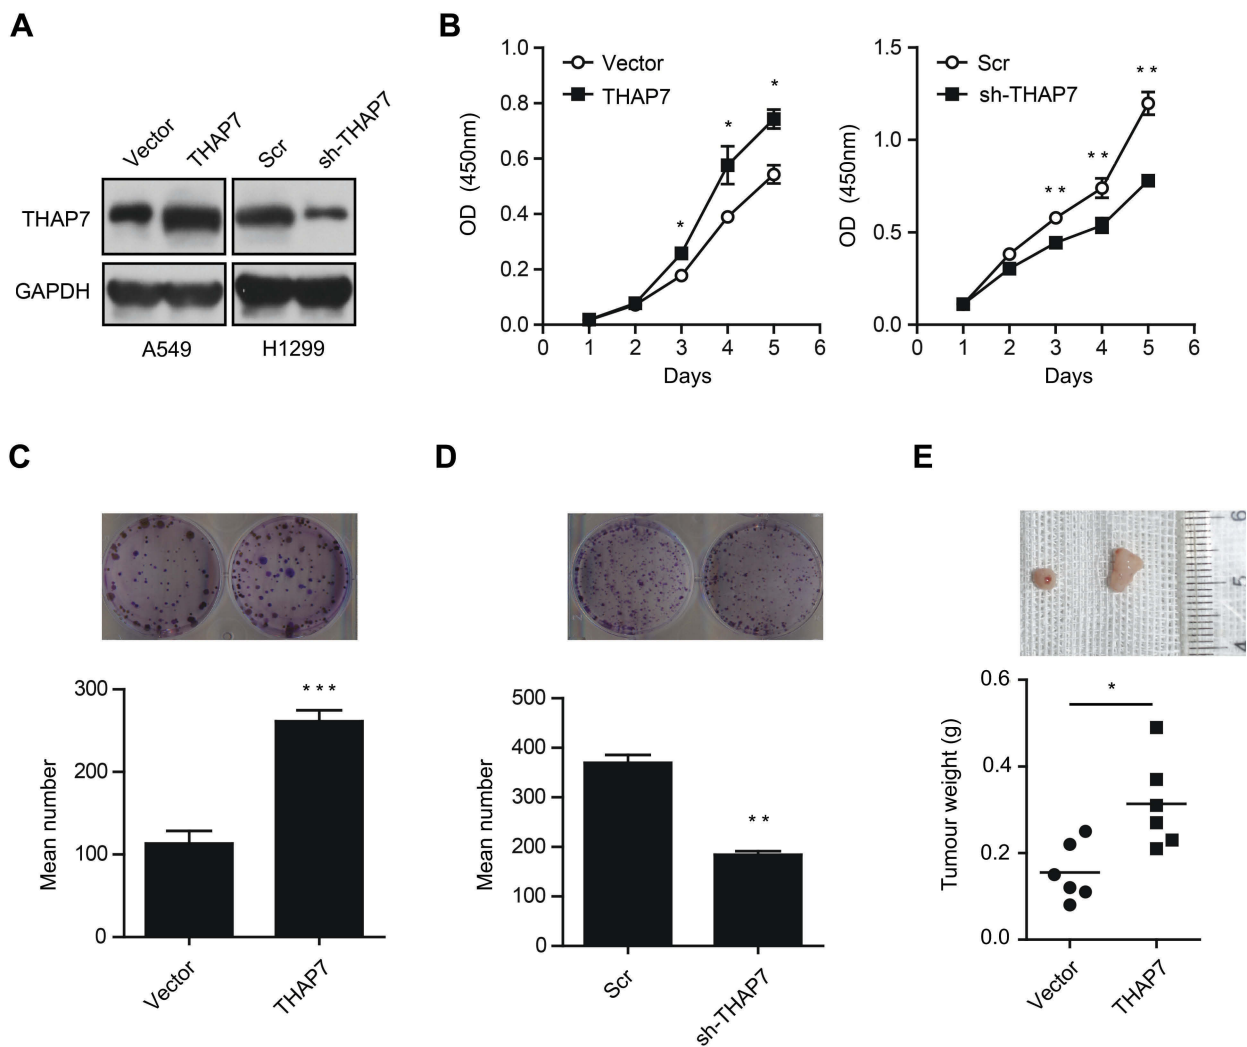 A
Vector
THAP7
Scr
sh-THAP7
THAP7
GAPDH
A549
H1299
B
1.0
0.8
0.6
0.4
0.2
0.0
OD (450nm)
Vector
THAP7
*
*
*
0 1 2 3 4 5 6
Days
1.5
1.0
0.5
0.0
OD (450nm)
Scr
sh-THAP7
**
**
**
0 1 2 3 4 5 6
Days
C
300
200
100
0
Mean number
***
Vector
THAP7
D
500
400
300
200
100
0
Mean number
**
Scr
sh-THAP7
E
6
5
4
0.6
0.4
0.2
0.0
Tumour weight (g)
*
Vector
THAP7